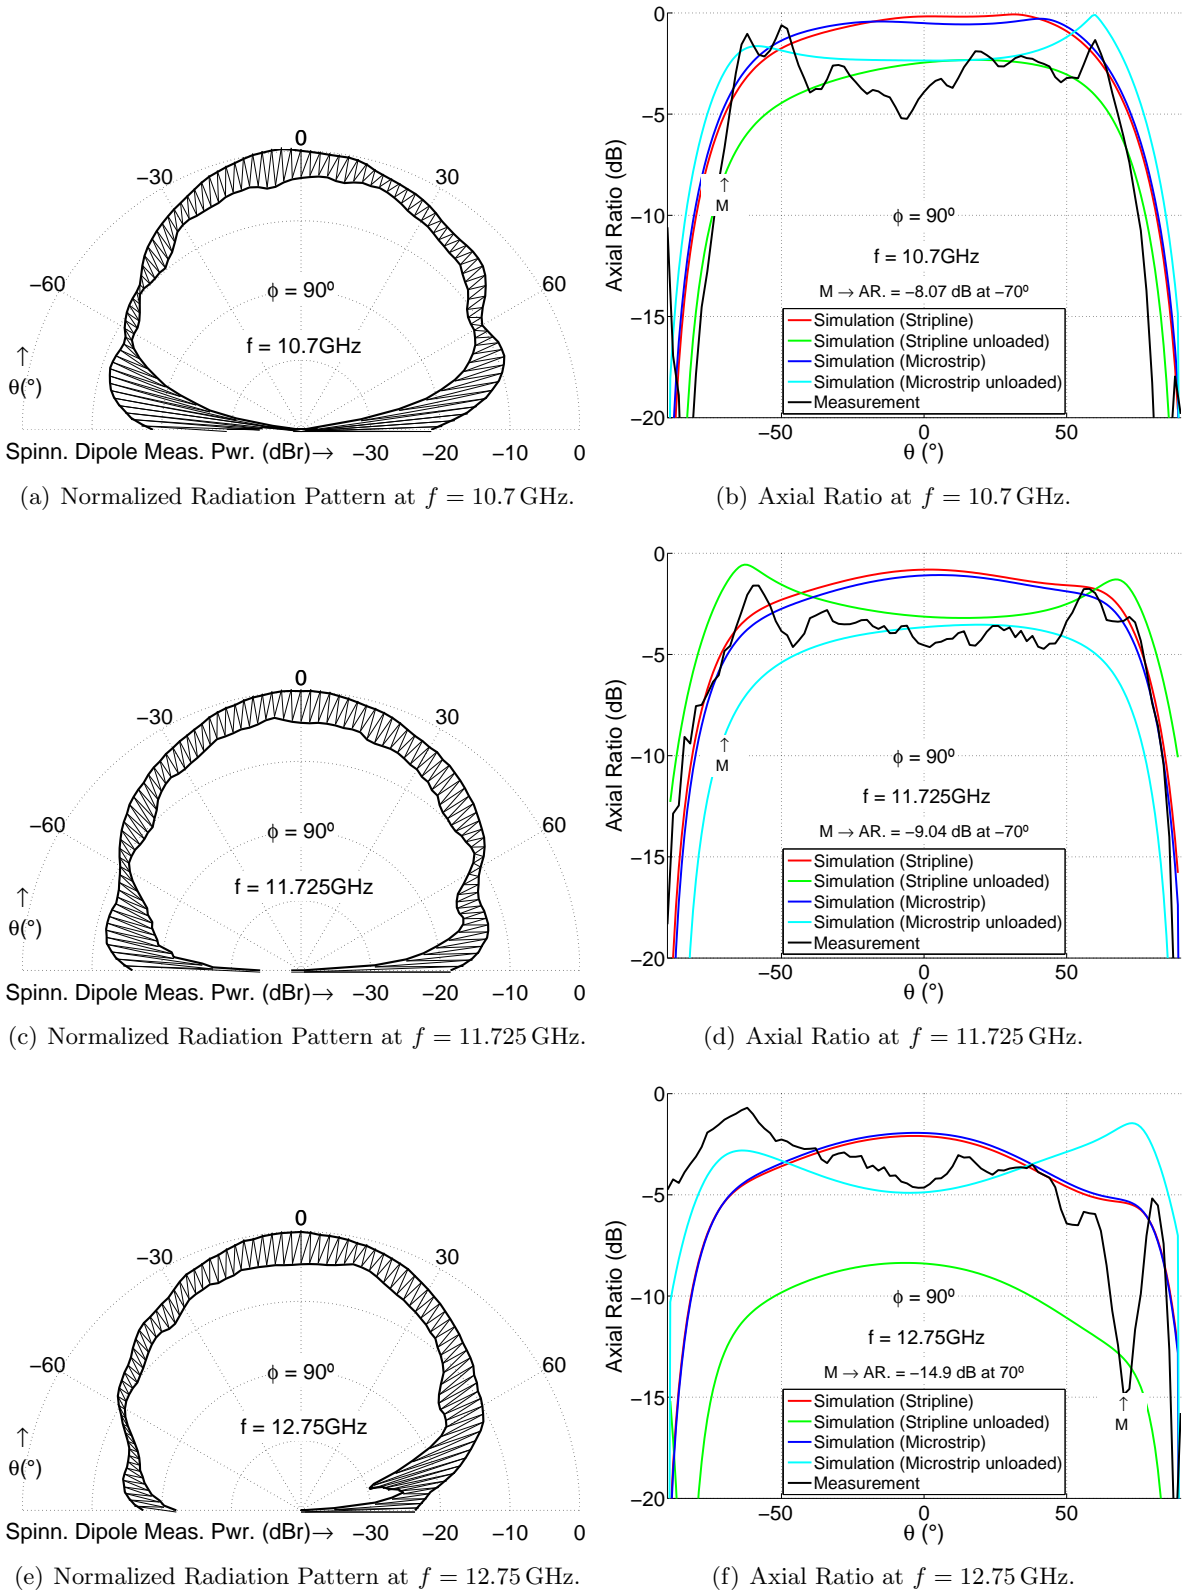 0
−30
30
−60
60
ϕ = 90º
f = 10.7GHz
↑
θ(°)
Spinn. Dipole Meas. Pwr. (dBr)→ −30 −20 −10 0
(a) Normalized Radiation Pattern at f = 10.7 GHz.
0
−5
−10
−15
−20
Axial Ratio (dB)
↑
M
ϕ = 90º
f = 10.7GHz
M → AR. = −8.07 dB at −70º
Simulation (Stripline)
Simulation (Stripline unloaded)
Simulation (Microstrip)
Simulation (Microstrip unloaded)
Measurement
−50 0 50
θ (°)
(b) Axial Ratio at f = 10.7 GHz.
0
−30
30
−60
60
ϕ = 90º
f = 11.725GHz
↑
θ(°)
Spinn. Dipole Meas. Pwr. (dBr)→ −30 −20 −10 0
(c) Normalized Radiation Pattern at f = 11.725 GHz.
0
−5
−10
−15
−20
Axial Ratio (dB)
↑
M
ϕ = 90º
f = 11.725GHz
M → AR. = −9.04 dB at −70º
Simulation (Stripline)
Simulation (Stripline unloaded)
Simulation (Microstrip)
Simulation (Microstrip unloaded)
Measurement
−50 0 50
θ (°)
(d) Axial Ratio at f = 11.725 GHz.
0
−30
30
−60
60
ϕ = 90º
f = 12.75GHz
↑
θ(°)
Spinn. Dipole Meas. Pwr. (dBr)→ −30 −20 −10 0
(e) Normalized Radiation Pattern at f = 12.75 GHz.
0
−5
−10
−15
−20
Axial Ratio (dB)
ϕ = 90º
f = 12.75GHz
M → AR. = −14.9 dB at 70º
↑
M
Simulation (Stripline)
Simulation (Stripline unloaded)
Simulation (Microstrip)
Simulation (Microstrip unloaded)
Measurement
−50 0 50
θ (°)
(f) Axial Ratio at f = 12.75 GHz.